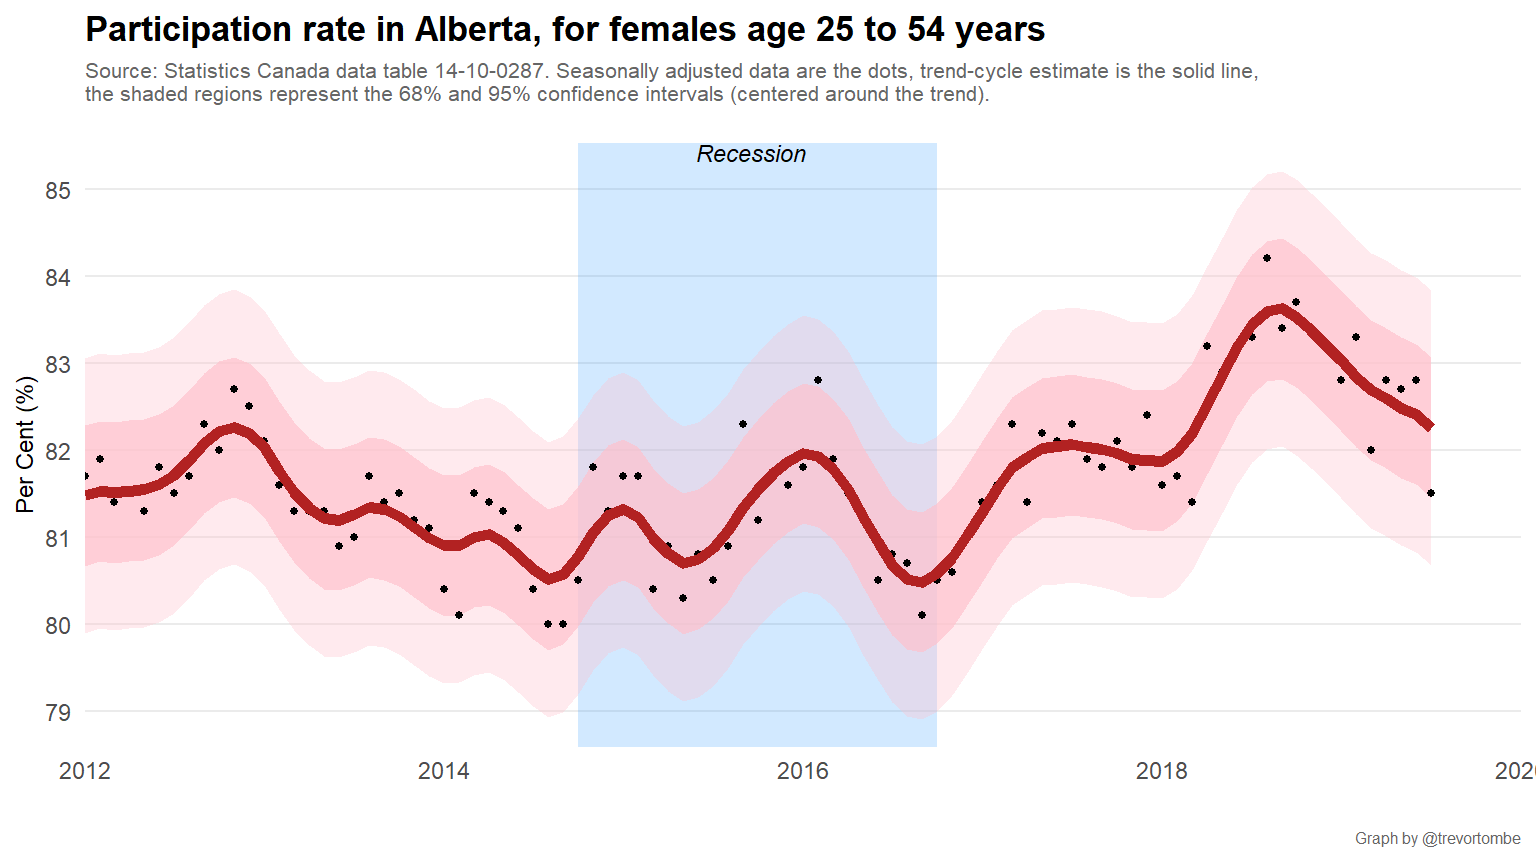 Participation rate in Alberta, for females age 25 to 54 years
Source: Statistics Canada data table 14-10-0287. Seasonally adjusted data are the dots, trend-cycle estimate is the solid line,
the shaded regions represent the 68% and 95% confidence intervals (centered around the trend).
Recession
85
84
83
82
81
80
79
Per Cent (%)
2012 2014 2016 2018 202
Graph by @trevortombe